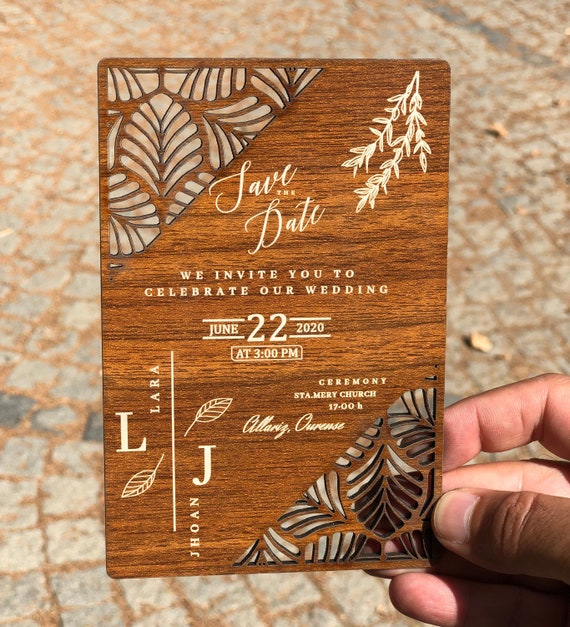 Save
THE
Date
WE INVITE YOU TO
CELEBRATE OUR WEDDING
JUNE 22 2020
AT 3:00 PM
CEREMONY
STA.MERY CHURCH
17-00 h
Allariz, Ourense
LARA
L
J
JHOAN